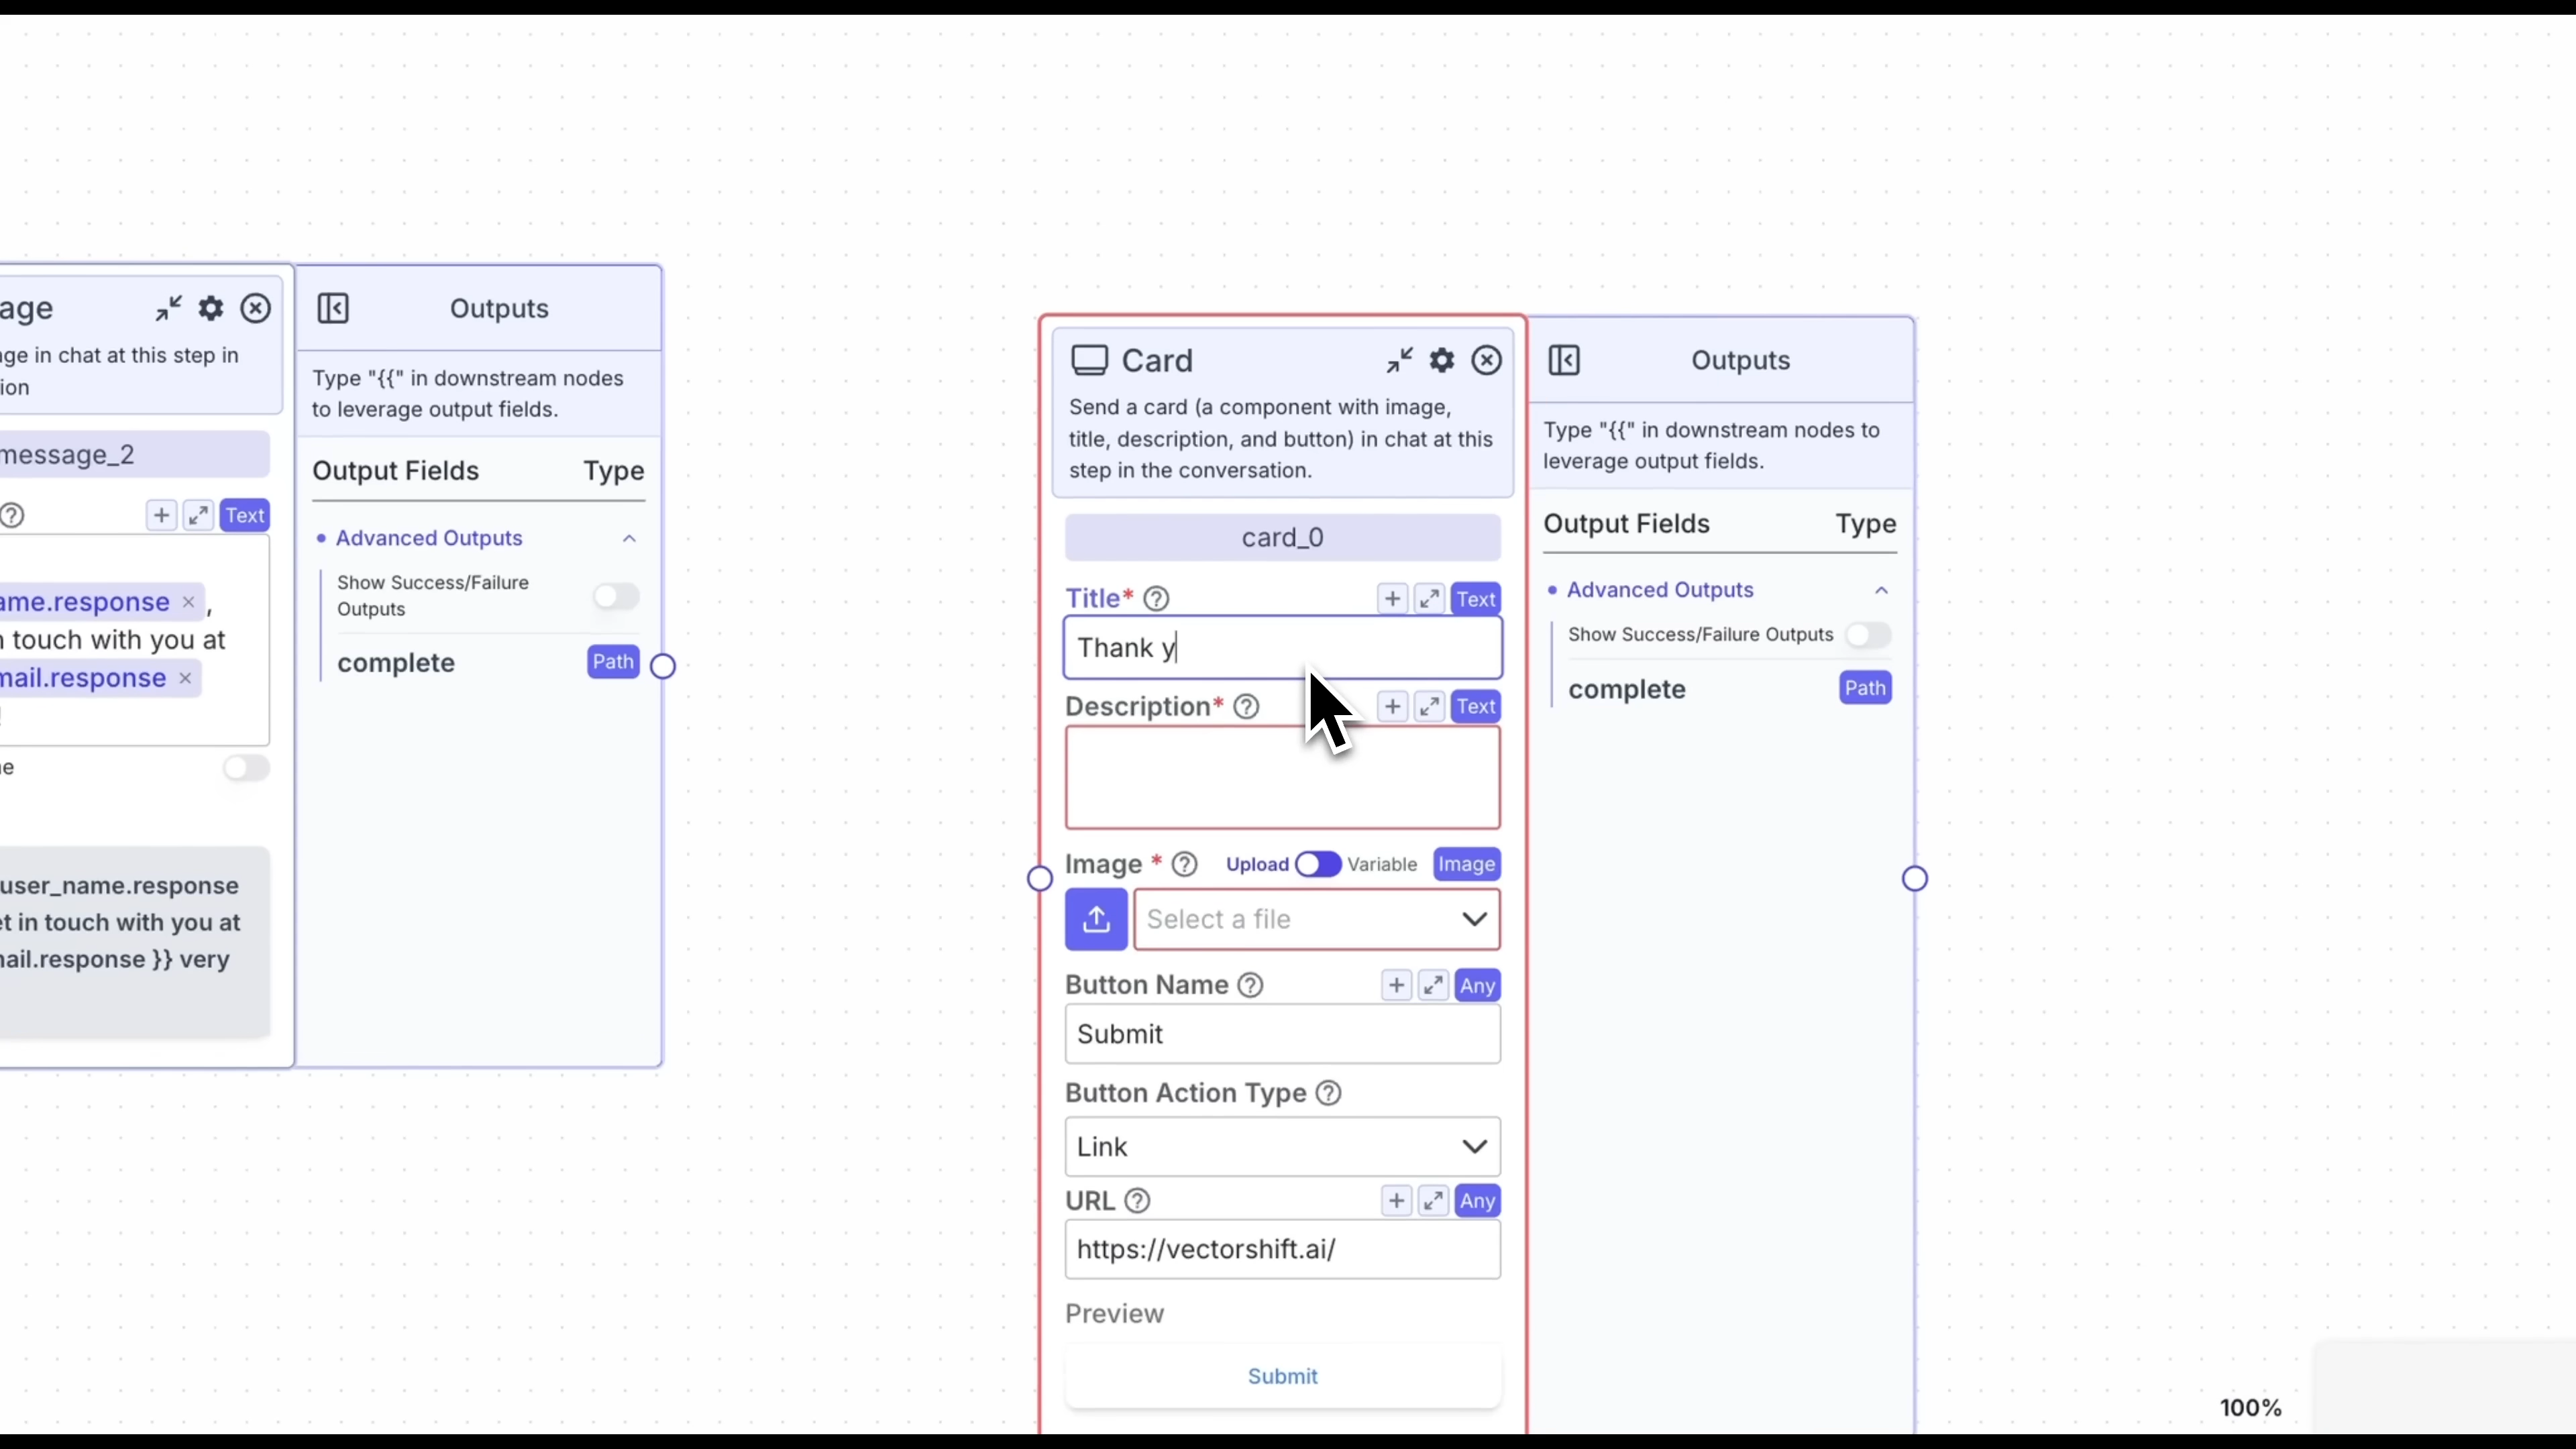 age
ge in chat at this step in
ion
message_2
Text
ame.response ,
n touch with you at
mail.response
!
e
user_name.response
et in touch with you at
nail.response }} very
Outputs
Type "{{" in downstream nodes
to leverage output fields.
Output Fields Type
Advanced Outputs
Show Success/Failure
Outputs
complete Path
Card
Send a card (a component with image,
title, description, and button) in chat at this
step in the conversation.
card_0
Title* Text
Thank y
Description* Text
Image * Upload Variable Image
Select a file
Button Name Any
Submit
Button Action Type
Link
URL Any
https://vectorshift.ai/
Preview
Submit
Outputs
Type "{{" in downstream nodes to
leverage output fields.
Output Fields Type
Advanced Outputs
Show Success/Failure Outputs
complete Path
100%